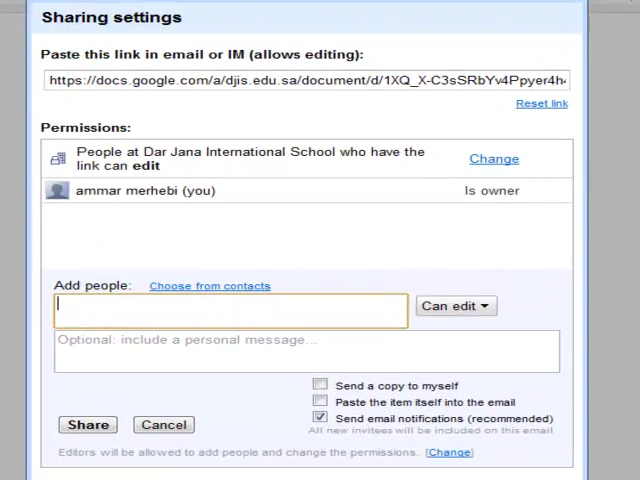 Sharing settings
Paste this link in email or IM (allows editing):
https://docs.google.com/a/djis.edu.sa/document/d/1XQ_X-C3sSRbYv4Ppyer4h4
Reset link
Permissions:
People at Dar Jana International School who have the
link can edit
Change
ammar merhebi (you)
Is owner
Add people:
Choose from contacts
Can edit
Optional: include a personal message...
Send a copy to myself
Paste the item itself into the email
Send email notifications (recommended)
All new invitees will be included on this email
Share
Cancel
Editors will be allowed to add people and change the permissions. [Change]